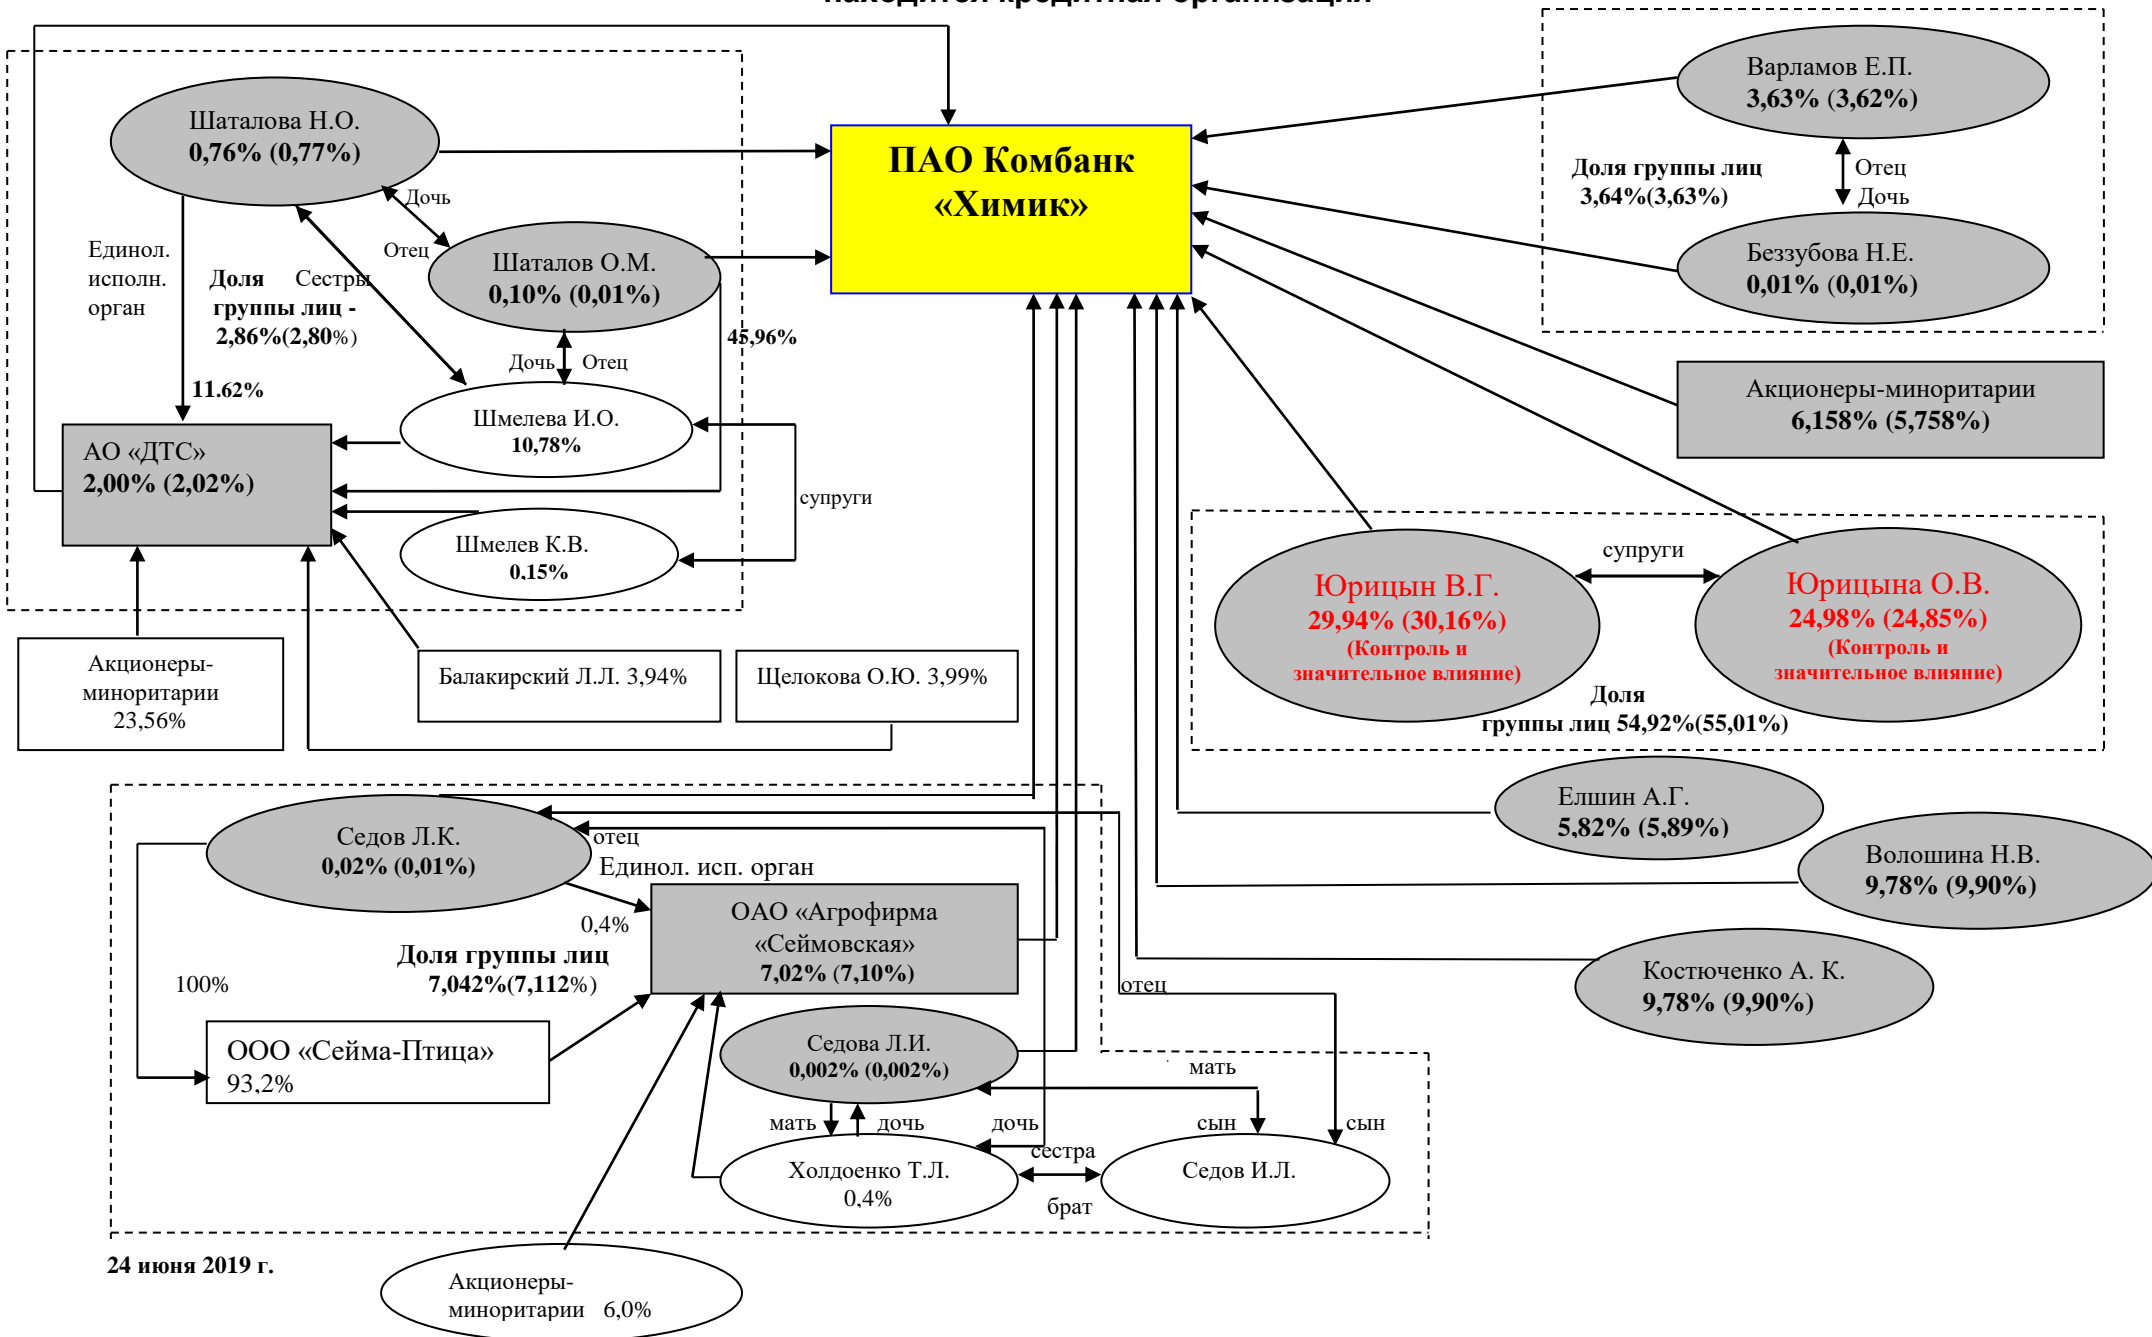 находится кредитная организация
Шаталова Н.О.
0,76% (0,77%)
Дочь
Отец
Шаталов О.М.
0,10% (0,01%)
Единол.
исполн.
орган
Доля
группы лиц -
2,86%(2,80%)
Сестры
45,96%
Дочь
Отец
11.62%
Шмелева И.О.
10,78%
АО «ДТС»
2,00% (2,02%)
супруги
Шмелев К.В.
0,15%
Акционеры-
миноритарии
23,56%
Балакирский Л.Л. 3,94%
Щелокова О.Ю. 3,99%
ПАО Комбанк
«Химик»
Варламов Е.П.
3,63% (3,62%)
Доля группы лиц
3,64%(3,63%)
Отец
Дочь
Беззубова Н.Е.
0,01% (0,01%)
Акционеры-миноритарии
6,158% (5,758%)
Юрицын В.Г.
29,94% (30,16%)
(Контроль и
значительное влияние)
супруги
Юрицына О.В.
24,98% (24,85%)
(Контроль и
значительное влияние)
Доля
группы лиц 54,92%(55,01%)
Елшин А.Г.
5,82% (5,89%)
Волошина Н.В.
9,78% (9,90%)
Костюченко А. К.
9,78% (9,90%)
Седов Л.К.
0,02% (0,01%)
отец
Единол. исп. орган
0,4%
ОАО «Агрофирма
«Сеймовская»
7,02% (7,10%)
Доля группы лиц
7,042%(7,112%)
100%
ООО «Сейма-Птица»
93,2%
отец
Седова Л.И.
0,002% (0,002%)
мать
мать
дочь
дочь
сын
сын
Холдоенко Т.Л.
0,4%
сестра
брат
Седов И.Л.
24 июня 2019 г.
Акционеры-
миноритарии 6,0%